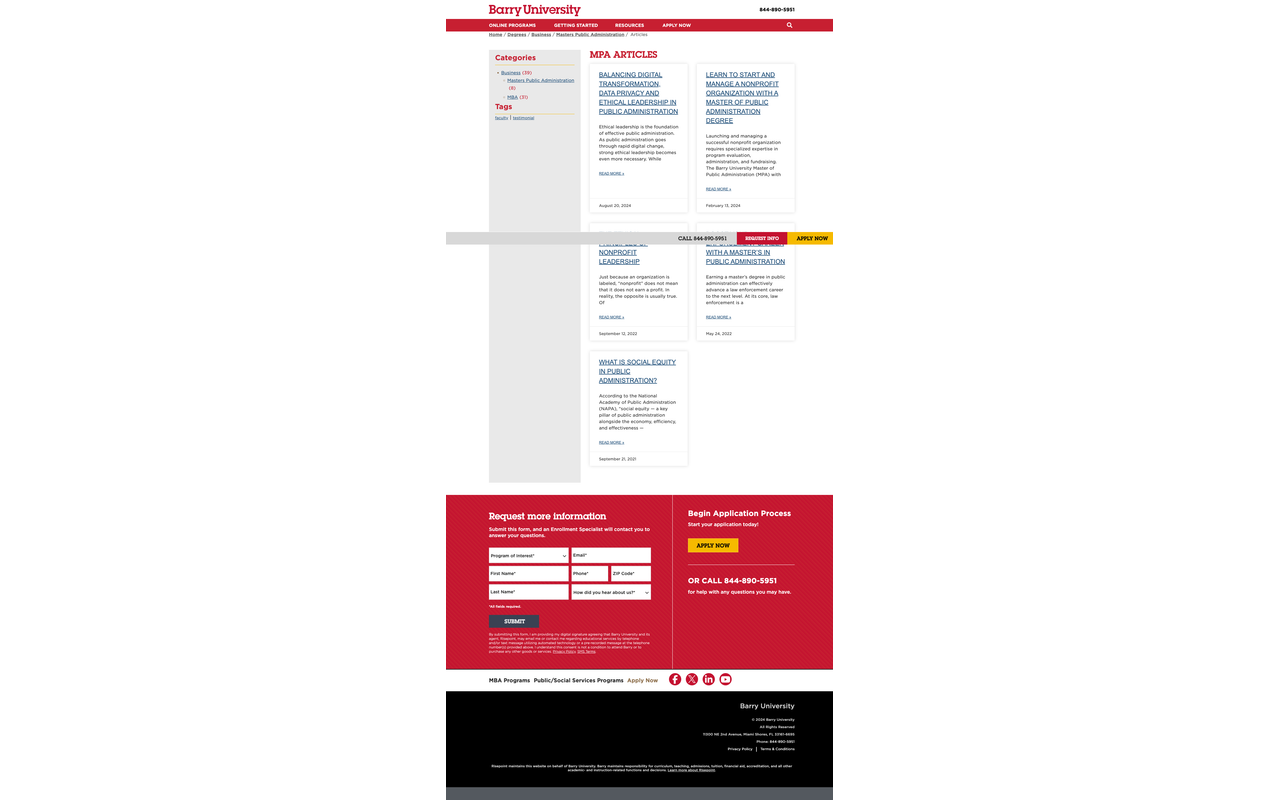 Barry University
844-890-5951
ONLINE PROGRAMS GETTING STARTED RESOURCES APPLY NOW
Home / Degrees / Business / Masters Public Administration / Articles
Categories
Business (39)
Masters Public Administration
(8)
MBA (31)
Tags
faculty | testimonial
MPA ARTICLES
BALANCING DIGITAL
TRANSFORMATION,
DATA PRIVACY AND
ETHICAL LEADERSHIP IN
PUBLIC ADMINISTRATION
Ethical leadership is the foundation
of effective public administration.
As public administration goes
through rapid digital change,
strong ethical leadership becomes
even more necessary. While
READ MORE »
August 20, 2024
LEARN TO START AND
MANAGE A NONPROFIT
ORGANIZATION WITH A
MASTER OF PUBLIC
ADMINISTRATION
DEGREE
Launching and managing a
successful nonprofit organization
requires specialized expertise in
program evaluation,
administration, and fundraising.
The Barry University Master of
Public Administration (MPA) with
READ MORE »
February 13, 2024
CALL 844-890-5951 REQUEST INFO APPLY NOW
NONPROFIT
LEADERSHIP
Just because an organization is
labeled, "nonprofit" does not mean
that it does not earn a profit. In
reality, the opposite is usually true.
Of
READ MORE »
September 12, 2022
WITH A MASTER'S IN
PUBLIC ADMINISTRATION
Earning a master's degree in public
administration can effectively
advance a law enforcement career
to the next level. At its core, law
enforcement is a
READ MORE »
May 24, 2022
WHAT IS SOCIAL EQUITY
IN PUBLIC
ADMINISTRATION?
According to the National
Academy of Public Administration
(NAPA), "social equity — a key
pillar of public administration
alongside the economy, efficiency,
and effectiveness —
READ MORE »
September 21, 2021
Request more information
Submit this form, and an Enrollment Specialist will contact you to
answer your questions.
Program of Interest* Email*
First Name* Phone* ZIP Code*
Last Name* How did you hear about us?*
*All fields required.
SUBMIT
By submitting this form, I am providing my digital signature agreeing that Barry University and its
agent, Risepoint, may email me or contact me regarding educational services by telephone
and/or text message utilizing automated technology or a pre-recorded message at the telephone
number(s) provided above. I understand this consent is not a condition to attend Barry or to
purchase any other goods or services. Privacy Policy. SMS Terms.
Begin Application Process
Start your application today!
APPLY NOW
OR CALL 844-890-5951
for help with any questions you may have.
MBA Programs Public/Social Services Programs Apply Now
Barry University
© 2024 Barry University
All Rights Reserved
11300 NE 2nd Avenue, Miami Shores, FL 33161-6695
Phone: 844-890-5951
Privacy Policy | Terms & Conditions
Risepoint maintains this website on behalf of Barry University. Barry maintains responsibility for curriculum, teaching, admissions, tuition, financial aid, accreditation, and all other
academic- and instruction-related functions and decisions. Learn more about Risepoint.